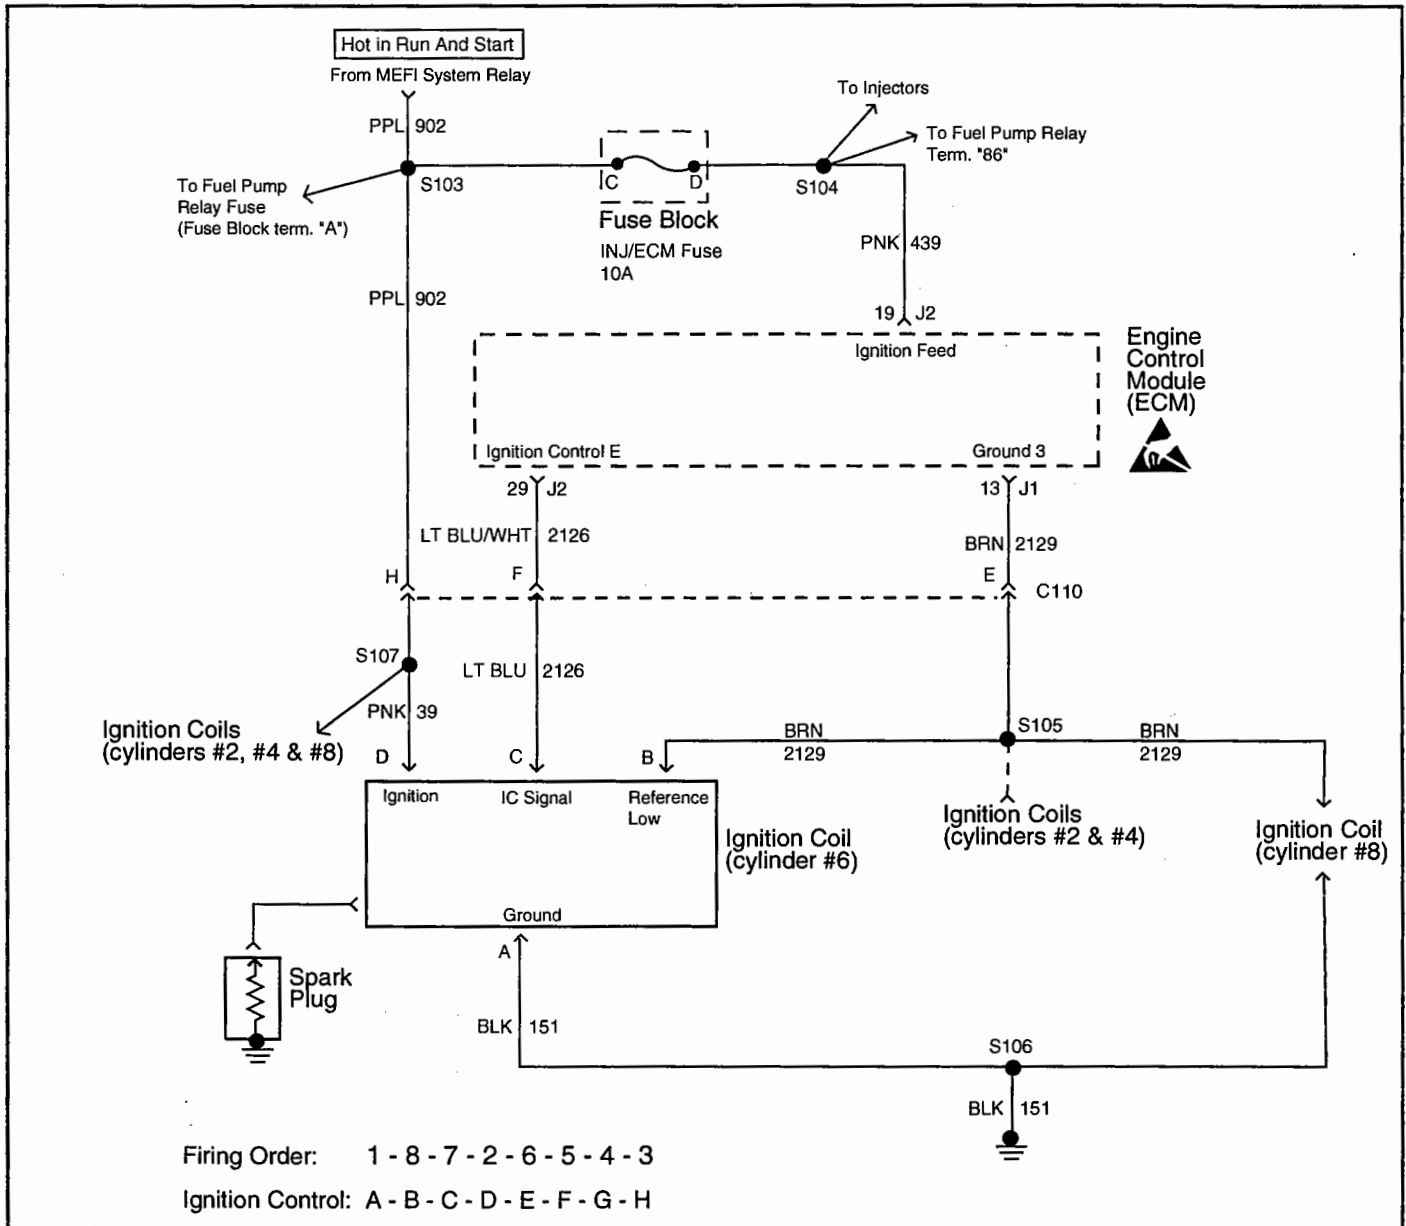 Hot in Run And Start
From MEFI System Relay
To Injectors
PPL 902
To Fuel Pump Relay
Term. "86"
S103
C
D
S104
To Fuel Pump
Relay Fuse
(Fuse Block term. "A")
Fuse Block
INJ/ECM Fuse
10A
PNK 439
PPL 902
19 J2
Ignition Feed
Engine
Control
Module
(ECM)
Ignition Control E
Ground 3
29 J2
13 J1
LT BLU/WHT 2126
BRN 2129
H
F
E
C110
S107
LT BLU 2126
PNK 39
Ignition Coils
(cylinders #2, #4 & #8)
S105
BRN
2129
BRN
2129
D
C
B
Ignition
IC Signal
Reference
Low
Ignition Coil
(cylinder #6)
Ignition Coils
(cylinders #2 & #4)
Ignition Coil
(cylinder #8)
Ground
A
Spark
Plug
BLK 151
S106
BLK 151
Firing Order: 1 - 8 - 7 - 2 - 6 - 5 - 4 - 3
Ignition Control: A - B - C - D - E - F - G - H